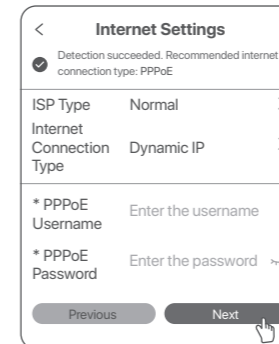 Internet Settings
Detection succeeded. Recommended internet
connection type: PPPoE
ISP Type Normal
Internet
Connection Dynamic IP
Type
* PPPoE
Username Enter the username
* PPPoE
Password Enter the password
Previous Next